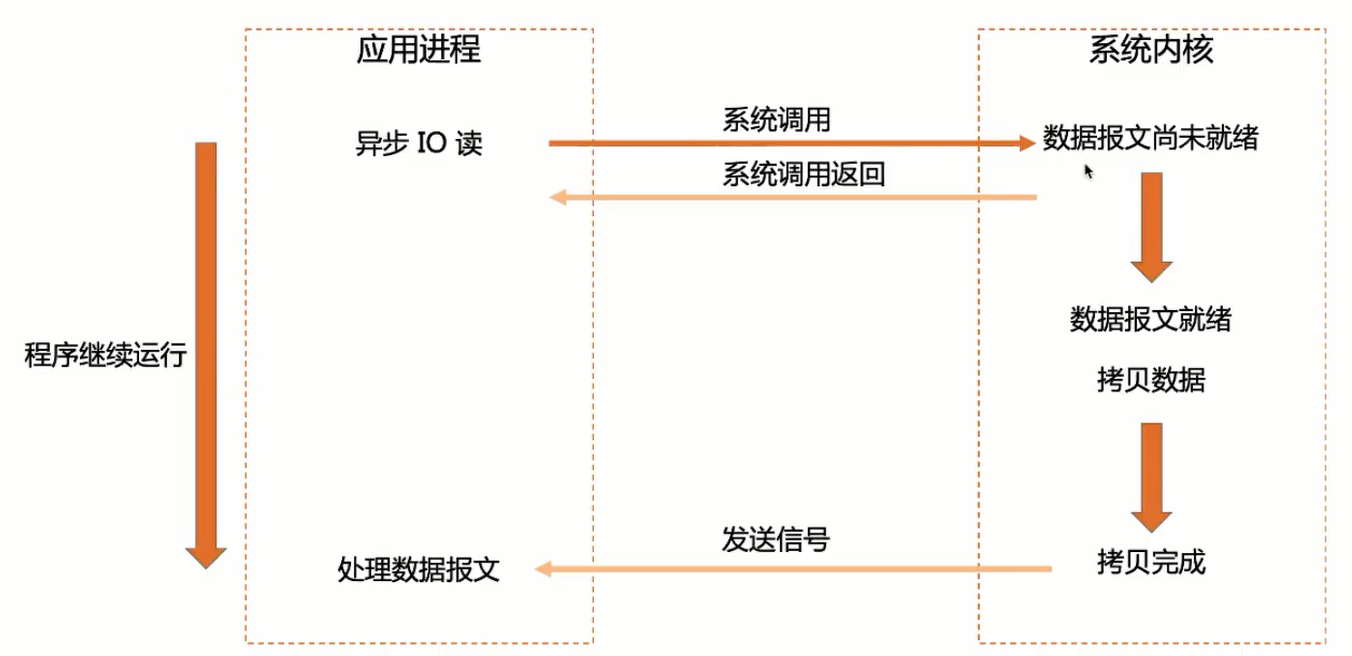 应用进程
系统内核
异步 IO 读
系统调用
数据报文尚未就绪
系统调用返回
数据报文就绪
程序继续运行
拷贝数据
发送信号
处理数据报文
拷贝完成